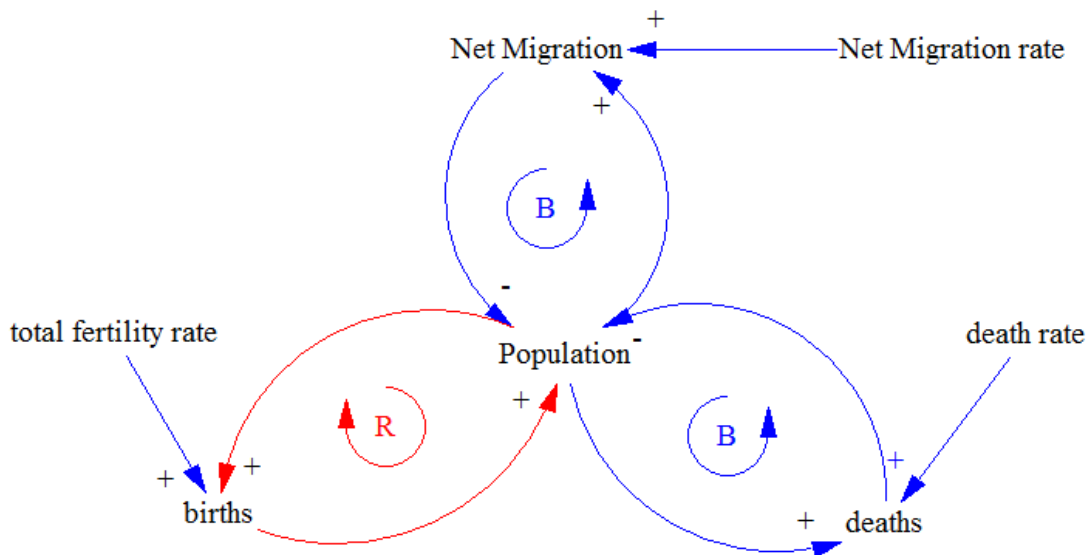 +
Net Migration
Net Migration rate
+
B
-
total fertility rate
death rate
Population
-
+
R
B
+
+
+
+
births
deaths